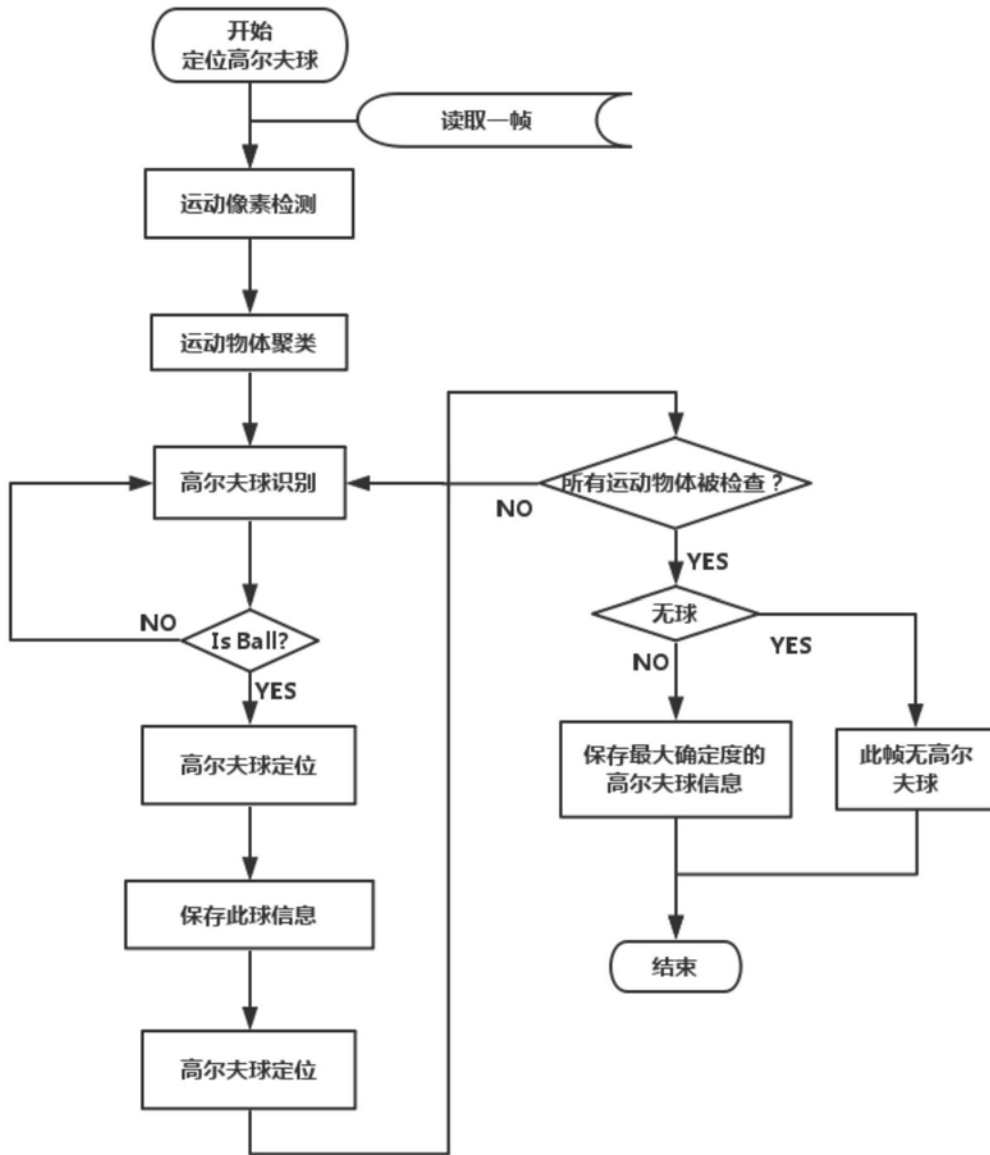 开始
定位高尔夫球
读取一帧
运动像素检测
运动物体聚类
高尔夫球识别
所有运动物体被检查？
NO
YES
NO
Is Ball?
YES
无球
NO
YES
高尔夫球定位
保存最大确定度的
高尔夫球信息
此帧无高尔
夫球
保存此球信息
结束
高尔夫球定位